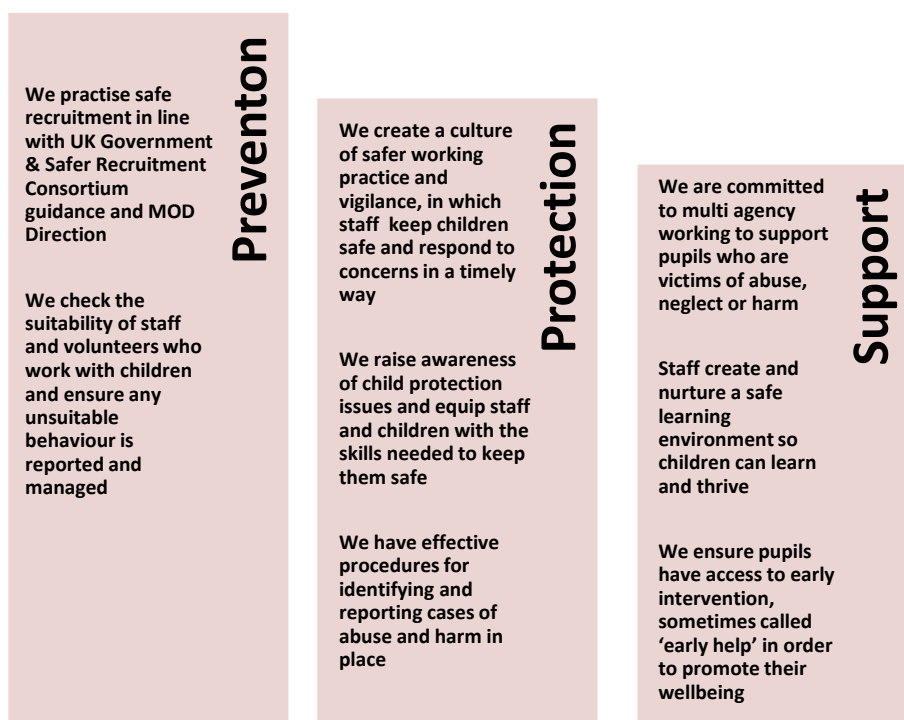 Preventon
We practise safe
recruitment in line
with UK Government
& Safer Recruitment
Consortium
guidance and MOD
Direction
We check the
suitability of staff
and volunteers who
work with children
and ensure any
unsuitable
behaviour is
reported and
managed
Protection
We create a culture
of safer working
practice and
vigilance, in which
staff keep children
safe and respond to
concerns in a timely
way
We raise awareness
of child protection
issues and equip staff
and children with the
skills needed to keep
them safe
We have effective
procedures for
identifying and
reporting cases of
abuse and harm in
place
Support
We are committed
to multi agency
working to support
pupils who are
victims of abuse,
neglect or harm
Staff create and
nurture a safe
learning
environment so
children can learn
and thrive
We ensure pupils
have access to early
intervention,
sometimes called
‘early help’ in order
to promote their
wellbeing